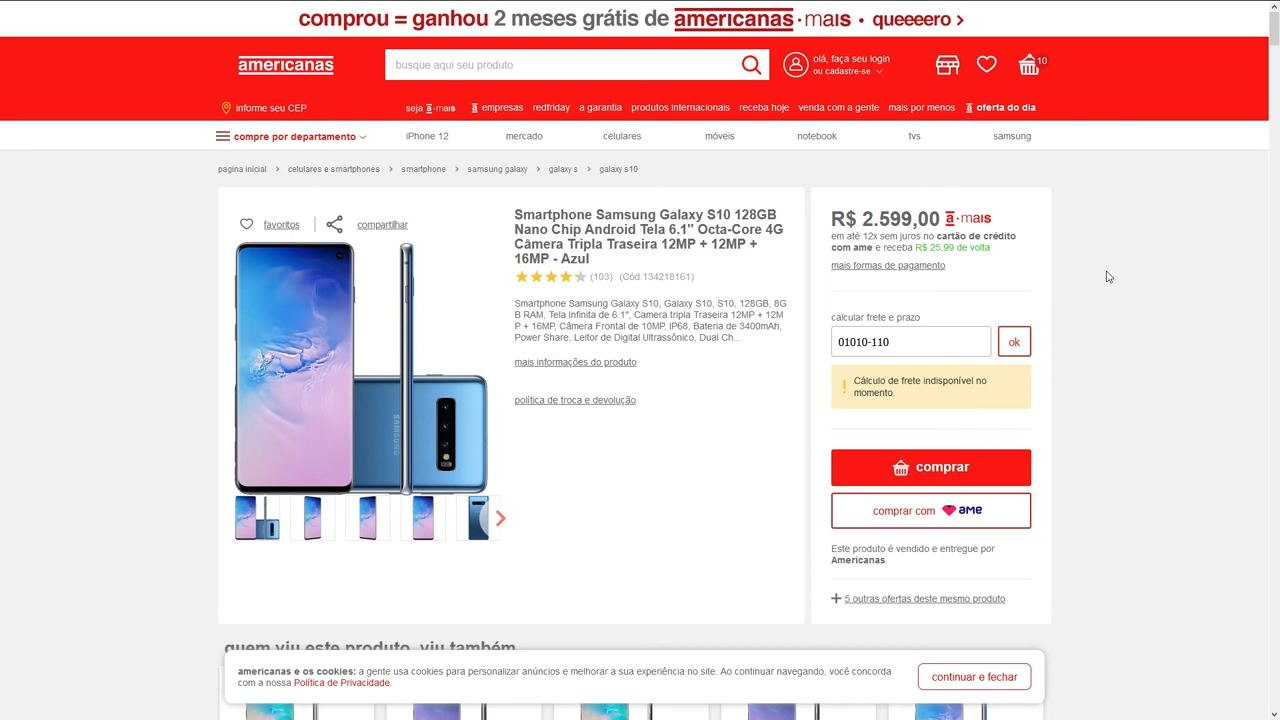 comprou = ganhou 2 meses grátis de americanas • mais • queeeero >
americanas
busque aqui seu produto
olá, faça seu login
ou cadastre-se
10
informe seu CEP
seja a•mais
a empresas
redfriday
a garantia
produtos internacionais
receba hoje
venda com a gente
mais por menos
a oferta do dia
compre por departamento
iPhone 12
mercado
celulares
móveis
notebook
tvs
samsung
pagina inicial > celulares e smartphones > smartphone > samsung galaxy > galaxy s > galaxy s10
favoritos
compartilhar
SAMSUNG
Smartphone Samsung Galaxy S10 128GB
Nano Chip Android Tela 6.1" Octa-Core 4G
Câmera Tripla Traseira 12MP + 12MP +
16MP - Azul
(103) (Cód.134218161)
Smartphone Samsung Galaxy S10, Galaxy S10, S10, 128GB, 8G
B RAM, Tela Infinita de 6.1", Camera tripla Traseira 12MP + 12M
P + 16MP, Câmera Frontal de 10MP, IP68, Bateria de 3400mAh,
Power Share, Leitor de Digital Ultrassônico, Dual Ch...
mais informações do produto
política de troca e devolução
R$ 2.599,00 a•mais
em até 12x sem juros no cartão de crédito
com ame e receba R$ 25,99 de volta
mais formas de pagamento
calcular frete e prazo
01010-110
ok
Cálculo de frete indisponível no
momento.
comprar
comprar com ame
Este produto é vendido e entregue por
Americanas.
+ 5 outras ofertas deste mesmo produto
quem viu este produto, viu também
americanas e os cookies: a gente usa cookies para personalizar anúncios e melhorar a sua experiência no site. Ao continuar navegando, você concorda
com a nossa Política de Privacidade.
continuar e fechar